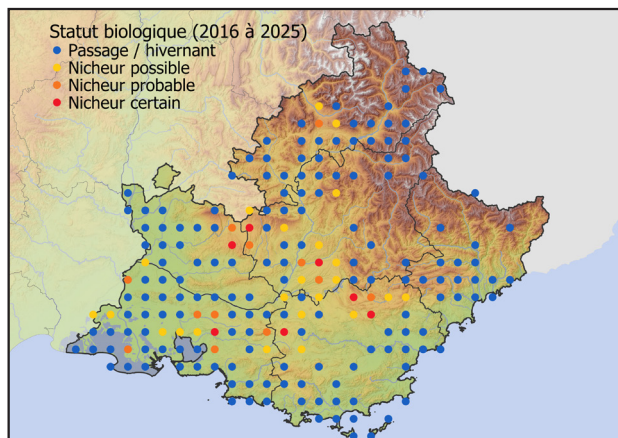 Statut biologique (2016 à 2025)
Passage / hivernant
Nicheur possible
Nicheur probable
Nicheur certain